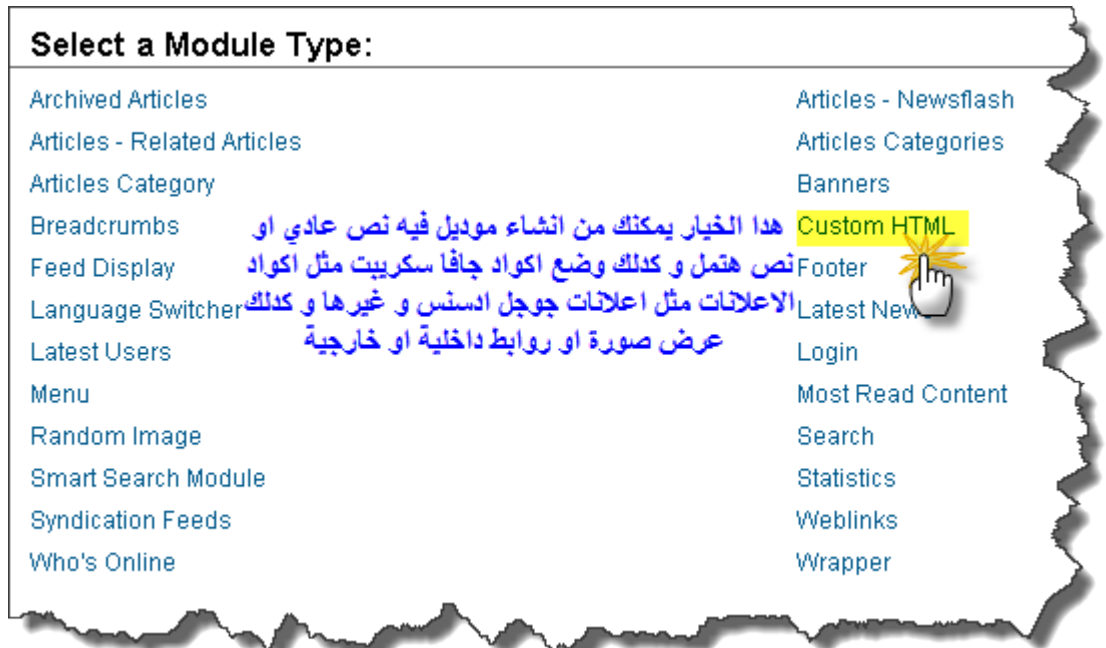 Select a Module Type:
Archived Articles
Articles - Related Articles
Articles Category
Breadcrumbs
Feed Display
Language Switcher
Latest Users
Menu
Random Image
Smart Search Module
Syndication Feeds
Who's Online
هدا الخيار يمكنك من انشاء موديل فيه نص عادي او
نص هتمل و كدلك وضع اكواد جافا سكريبت مثل اكواد
الاعلانات مثل اعلانات جوجل ادسنس و غيرها و كدلك
عرض صورة او روابط داخلية او خارجية
Articles - Newsflash
Articles Categories
Banners
Custom HTML
Footer
Latest News
Login
Most Read Content
Search
Statistics
Weblinks
Wrapper